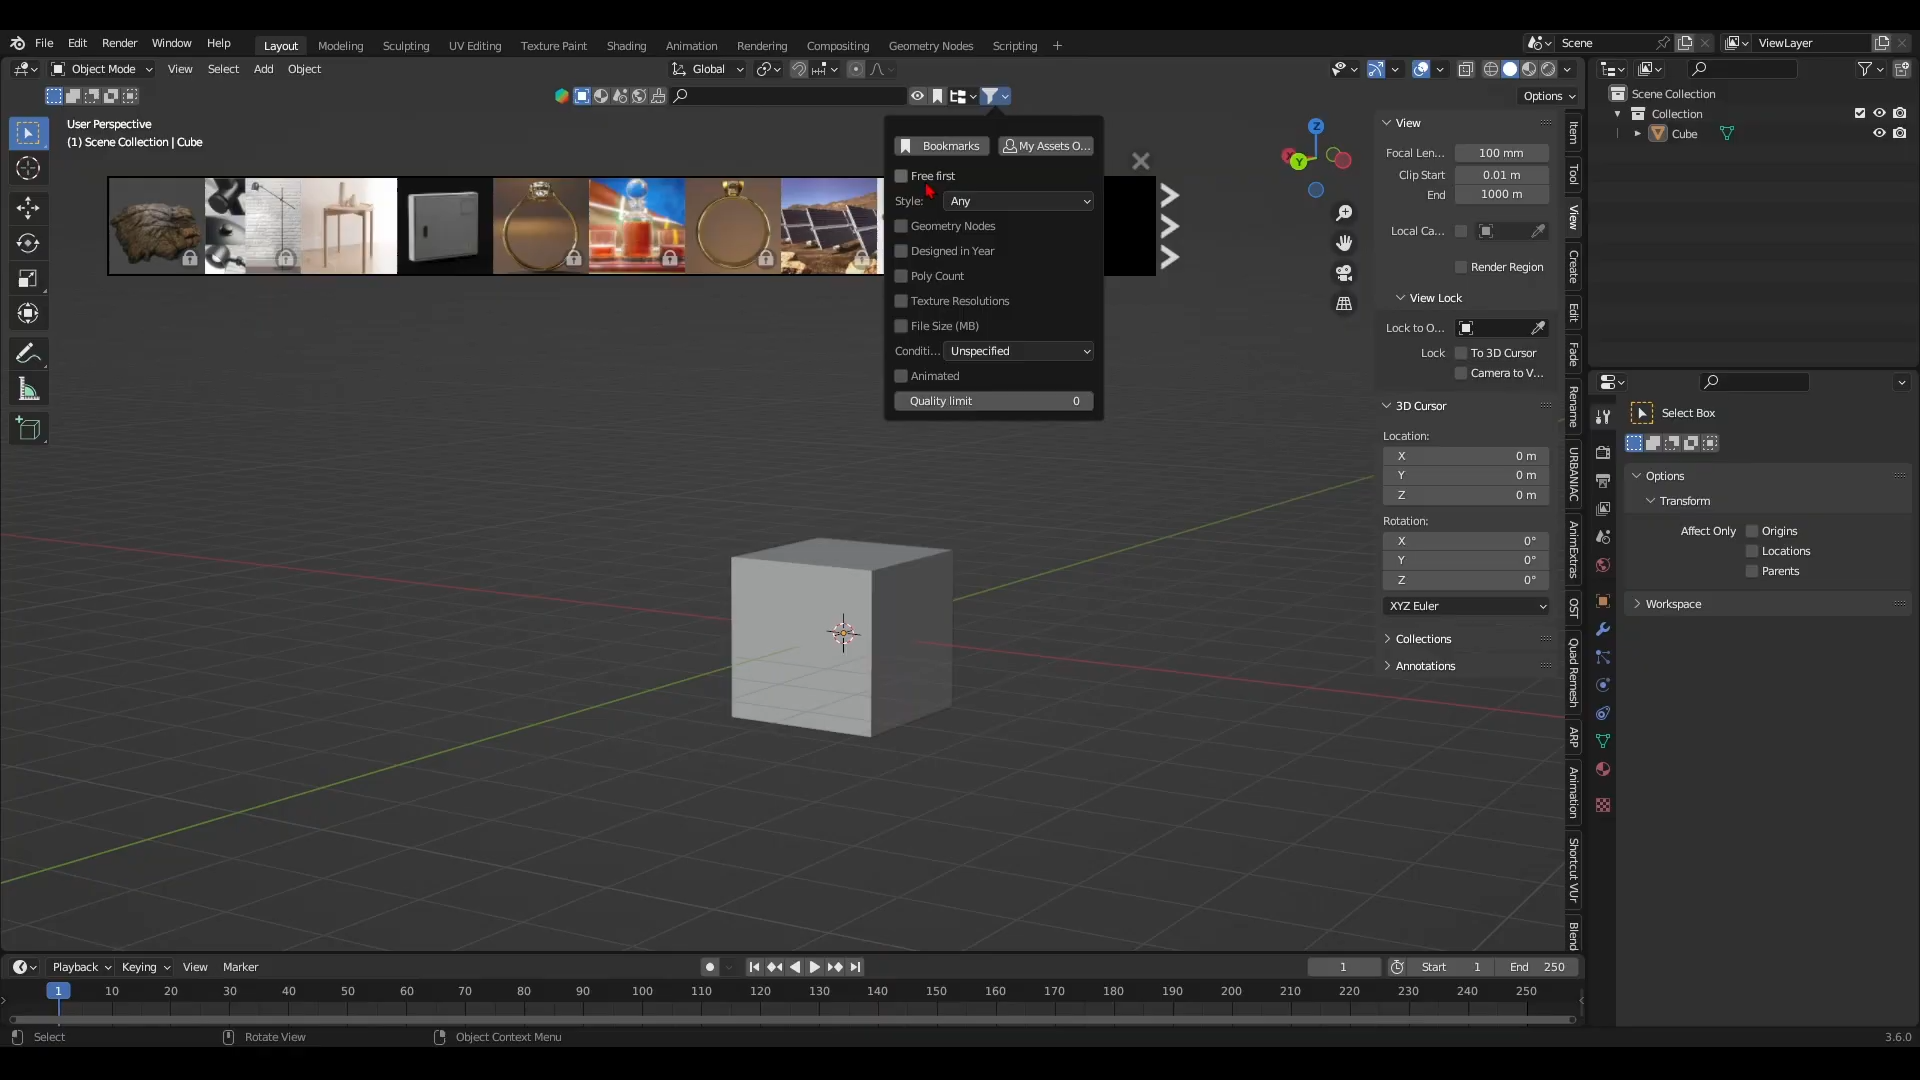 File Edit Render Window Help
Layout Modeling Sculpting UV Editing Texture Paint Shading Animation Rendering Compositing Geometry Nodes Scripting +
Scene
ViewLayer
Object Mode View Select Add Object
Global
Options
User Perspective
(1) Scene Collection | Cube
Bookmarks My Assets O...
Free first
Style: Any
Geometry Nodes
Designed in Year
Poly Count
Texture Resolutions
File Size (MB)
Conditi... Unspecified
Animated
Quality limit 0
Z
X
Y
View
Focal Len... 100 mm
Clip Start 0.01 m
End 1000 m
Local Ca...
Render Region
View Lock
Lock to O...
Lock To 3D Cursor
Camera to V...
3D Cursor
Location:
X 0 m
Y 0 m
Z 0 m
Rotation:
X 0°
Y 0°
Z 0°
XYZ Euler
Collections
Annotations
Item
Tool
View
Create
Edit
Fade
Rename
URBANIAC
AnimExtras
OST
Quad Remesh
ARP
Animation
Shortcut VUr
Blend
Scene Collection
Collection
Cube
Select Box
Options
Transform
Affect Only Origins
Locations
Parents
Workspace
Playback Keying View Marker
1 Start 1 End 250
1 10 20 30 40 50 60 70 80 90 100 110 120 130 140 150 160 170 180 190 200 210 220 230 240 250
Select Rotate View Object Context Menu
3.6.0